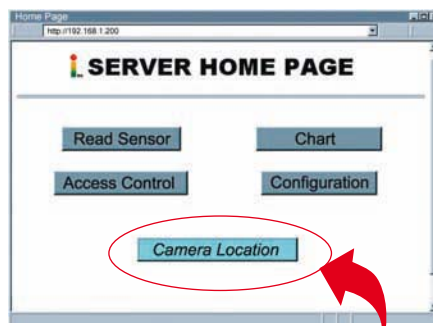 Home Page
http://192.168.1.200
i SERVER HOME PAGE
Read Sensor
Chart
Access Control
Configuration
Camera Location